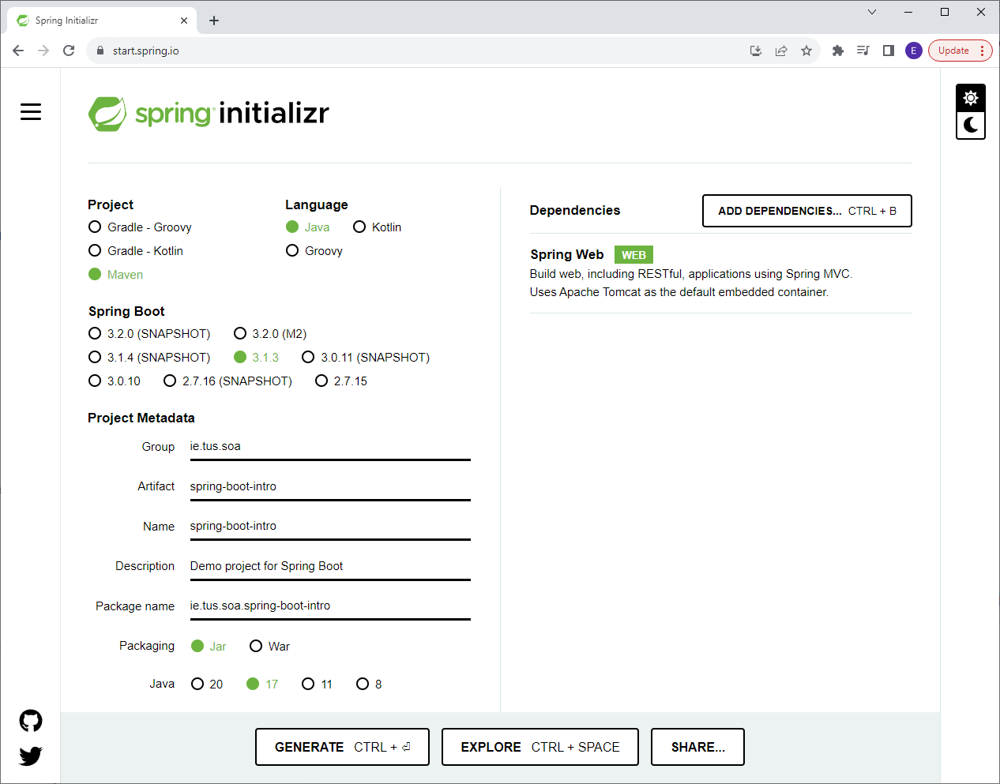 Spring Initializr
start.spring.io
E
Update
spring initializr
Project
Gradle - Groovy
Gradle - Kotlin
Maven
Language
Java Kotlin
Groovy
Spring Boot
3.2.0 (SNAPSHOT) 3.2.0 (M2)
3.1.4 (SNAPSHOT) 3.1.3 3.0.11 (SNAPSHOT)
3.0.10 2.7.16 (SNAPSHOT) 2.7.15
Project Metadata
Group ie.tus.soa
Artifact spring-boot-intro
Name spring-boot-intro
Description Demo project for Spring Boot
Package name ie.tus.soa.spring-boot-intro
Packaging Jar War
Java 20 17 11 8
Dependencies ADD DEPENDENCIES... CTRL + B
Spring Web WEB
Build web, including RESTful, applications using Spring MVC.
Uses Apache Tomcat as the default embedded container.
GENERATE CTRL + ⏎ EXPLORE CTRL + SPACE SHARE...